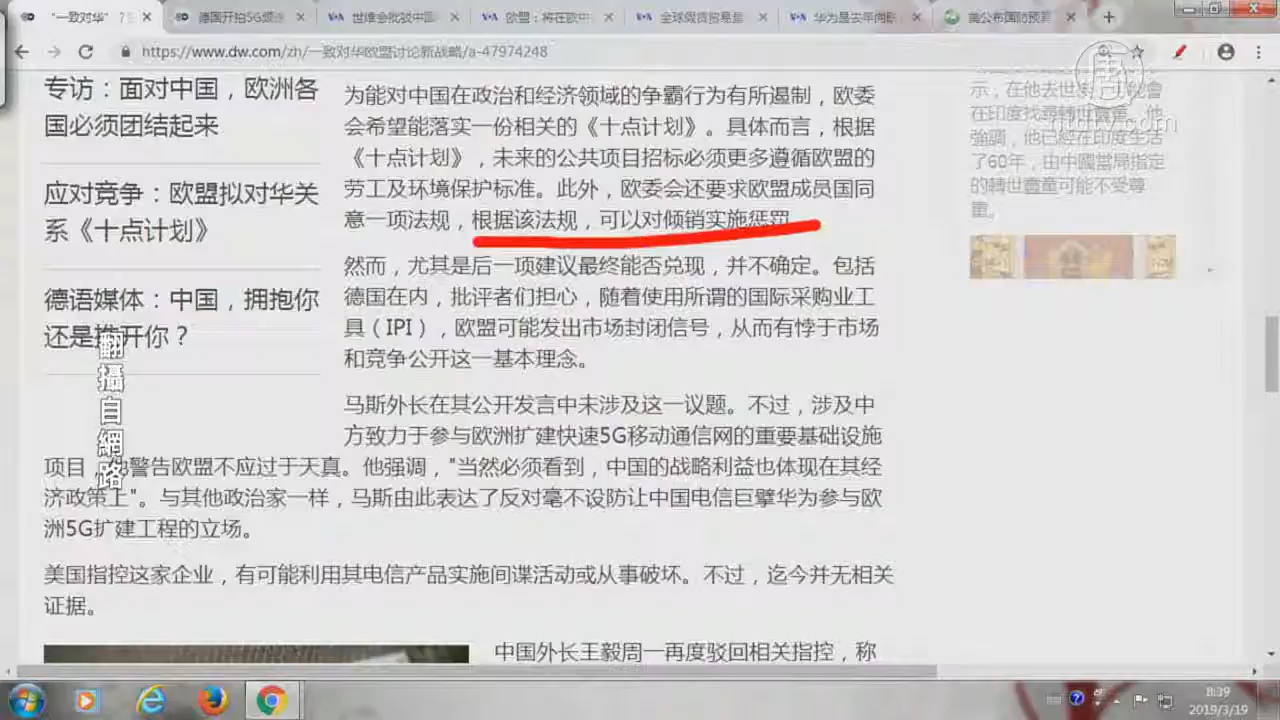 "一致对华"?
德国开拍5G频
欧盟：将在欧中
华为是去年向欧
https://www.dw.com/zh/一致对华欧盟讨论新战略/a-47974248
专访：面对中国，欧洲各
国必须团结起来
应对竞争：欧盟拟对华关
系《十点计划》
德语媒体：中国，拥抱你
还是推开你？
翻攝自網路
为能对中国在政治和经济领域的争霸行为有所遏制，欧委
会希望能落实一份相关的《十点计划》。具体而言，根据
《十点计划》，未来的公共项目招标必须更多遵循欧盟的
劳工及环境保护标准。此外，欧委会还要求欧盟成员国同
意一项法规，根据该法规，可以对倾销实施惩罚
然而，尤其是后一项建议最终能否兑现，并不确定。包括
德国在内，批评者们担心，随着使用所谓的国际采购业工
具（IPI），欧盟可能发出市场封闭信号，从而有悖于市场
和竞争公开这一基本理念。
马斯外长在其公开发言中未涉及这一议题。不过，涉及中
方致力于参与欧洲扩建快速5G移动通信网的重要基础设施
项目，他警告欧盟不应过于天真。他强调，"当然必须看到，中国的战略利益也体现在其经
济政策上"。与其他政治家一样，马斯由此表达了反对毫不设防让中国电信巨擘华为参与欧
洲5G扩建工程的立场。
美国指控这家企业，有可能利用其电信产品实施间谍活动或从事破坏。不过，迄今并无相关
证据。
中国外长王毅周一再度驳回相关指控，称
示，在他去世
在印度找尋轉世靈童。他
強調，他已經在印度生活
了60年，由中國當局指定
的轉世靈童可能不受尊
重。
8:39
2019/3/19